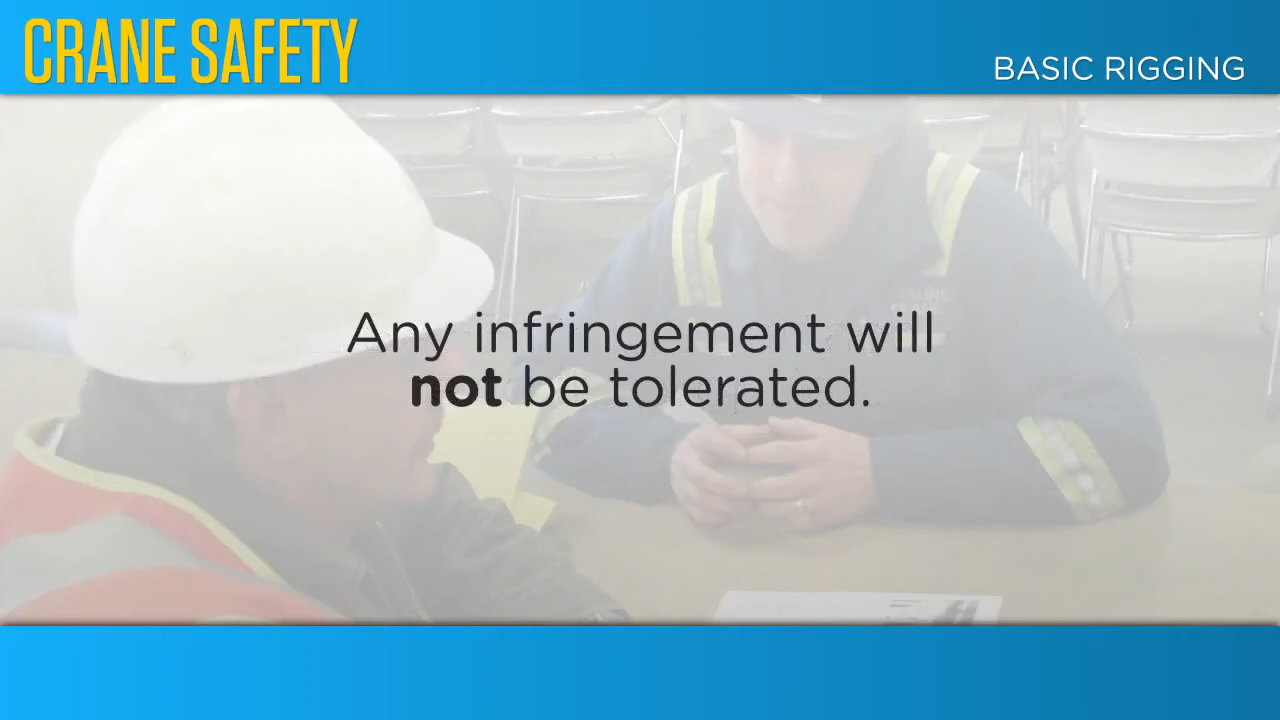 CRANE SAFETY
BASIC RIGGING
Any infringement will
not be tolerated.